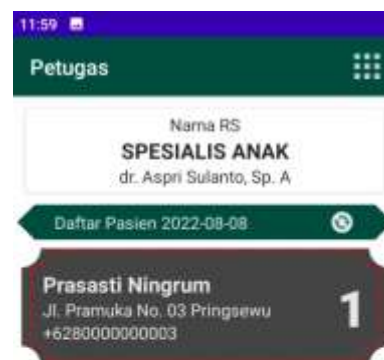 11:59
Petugas
Nama RS
SPESIALIS ANAK
dr. Aspri Sulanto, Sp. A
Daftar Pasien 2022-08-08
Prasasti Ningrum
Jl. Pramuka No. 03 Pringsewu
+6280000000003
1